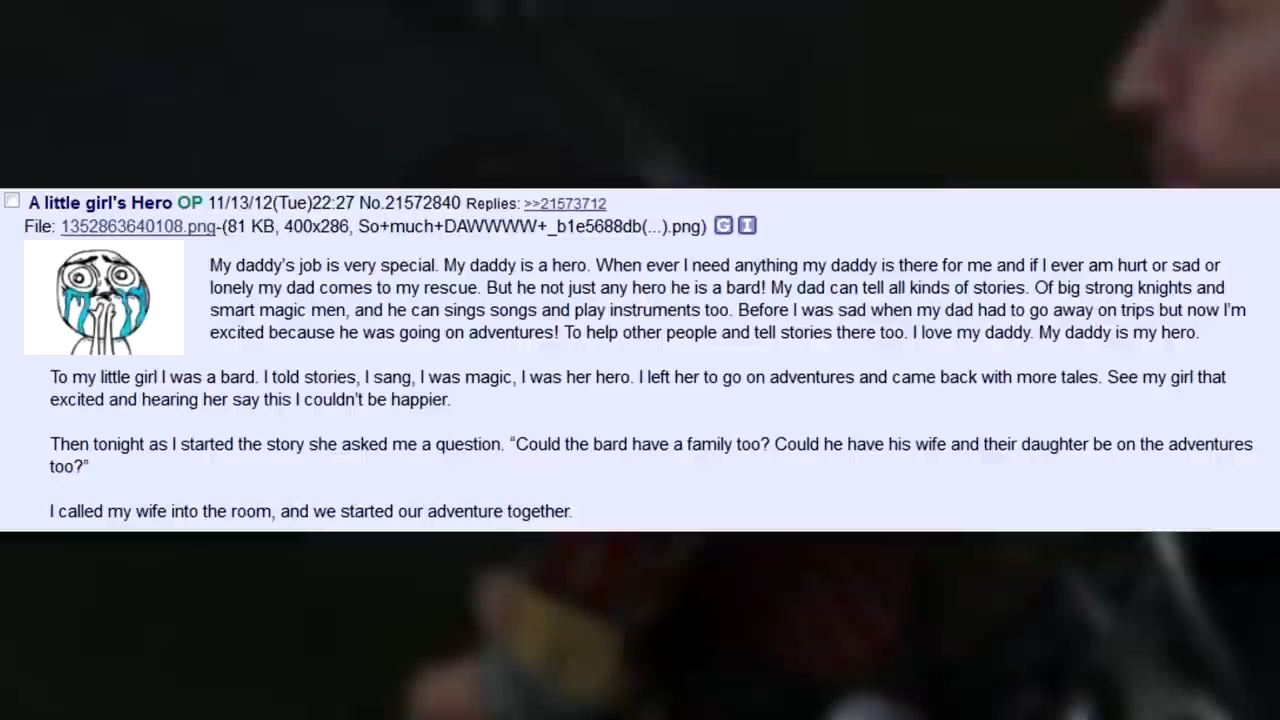 A little girl's Hero OP 11/13/12(Tue)22:27 No.21572840 Replies: >>21573712
File: 1352863640108.png-(81 KB, 400x286, So+much+DAWWWW+_b1e5688db(...).png) G I
My daddy's job is very special. My daddy is a hero. When ever I need anything my daddy is there for me and if I ever am hurt or sad or
lonely my dad comes to my rescue. But he not just any hero he is a bard! My dad can tell all kinds of stories. Of big strong knights and
smart magic men, and he can sings songs and play instruments too. Before I was sad when my dad had to go away on trips but now I'm
excited because he was going on adventures! To help other people and tell stories there too. I love my daddy. My daddy is my hero.
To my little girl I was a bard. I told stories, I sang, I was magic, I was her hero. I left her to go on adventures and came back with more tales. See my girl that
excited and hearing her say this I couldn't be happier.
Then tonight as I started the story she asked me a question. “Could the bard have a family too? Could he have his wife and their daughter be on the adventures
too?”
I called my wife into the room, and we started our adventure together.